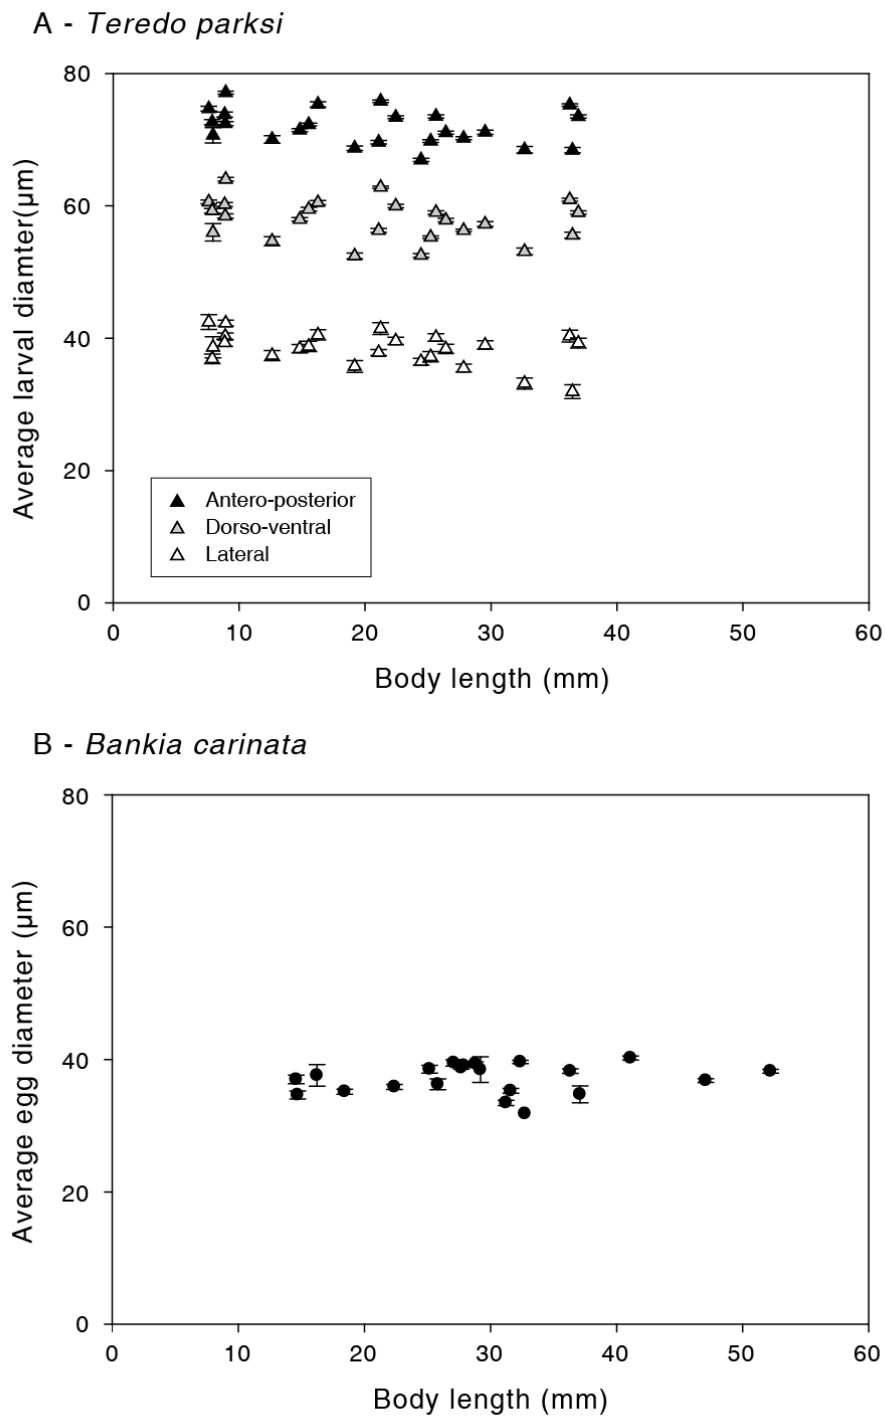 A - Teredo parksi
80
60
40
20
0
Average larval diamter(μm)
Antero-posterior
Dorso-ventral
Lateral
0 10 20 30 40 50 60
Body length (mm)
B - Bankia carinata
80
60
40
20
0
Average egg diameter (μm)
0 10 20 30 40 50 60
Body length (mm)